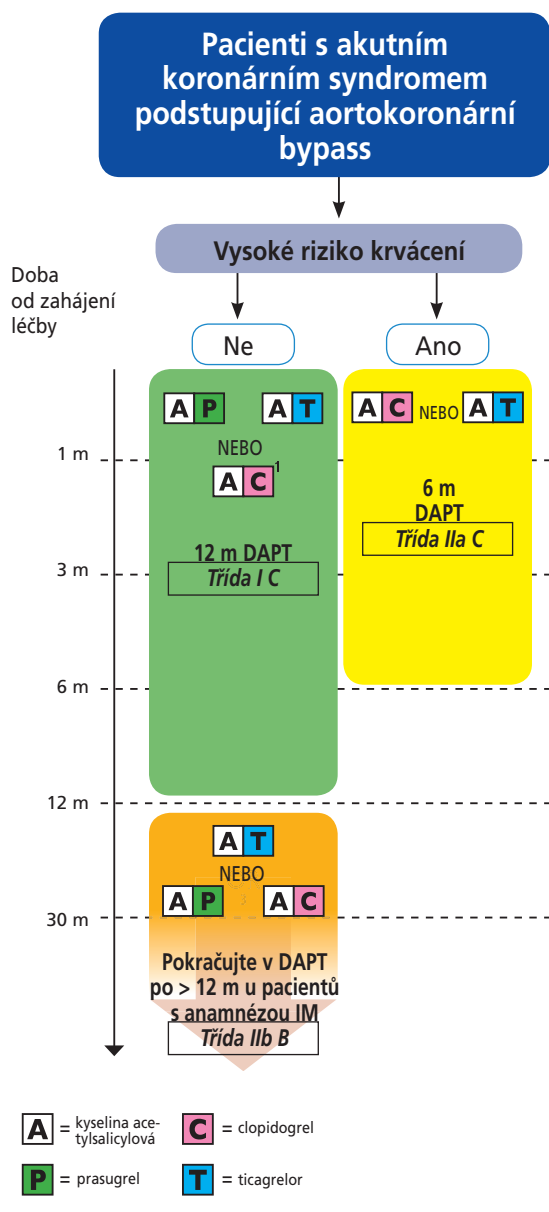 Pacienti s akutním
koronárním syndromem
podstupující aortokoronární
bypass
Vysoké riziko krvácení
Doba
od zahájení
léčby
Ne
Ano
A P
A T
NEBO
A C 1
12 m DAPT
Třída I C
A C NEBO A T
6 m
DAPT
Třída IIa C
1 m
3 m
6 m
12 m
30 m
A T
NEBO
A P
A C
Pokračujte v DAPT
po > 12 m u pacientů
s anamnézou IM
Třída IIb B
A = kyselina ace-
tylsalicylová
C = clopidogrel
P = prasugrel
T = ticagrelor